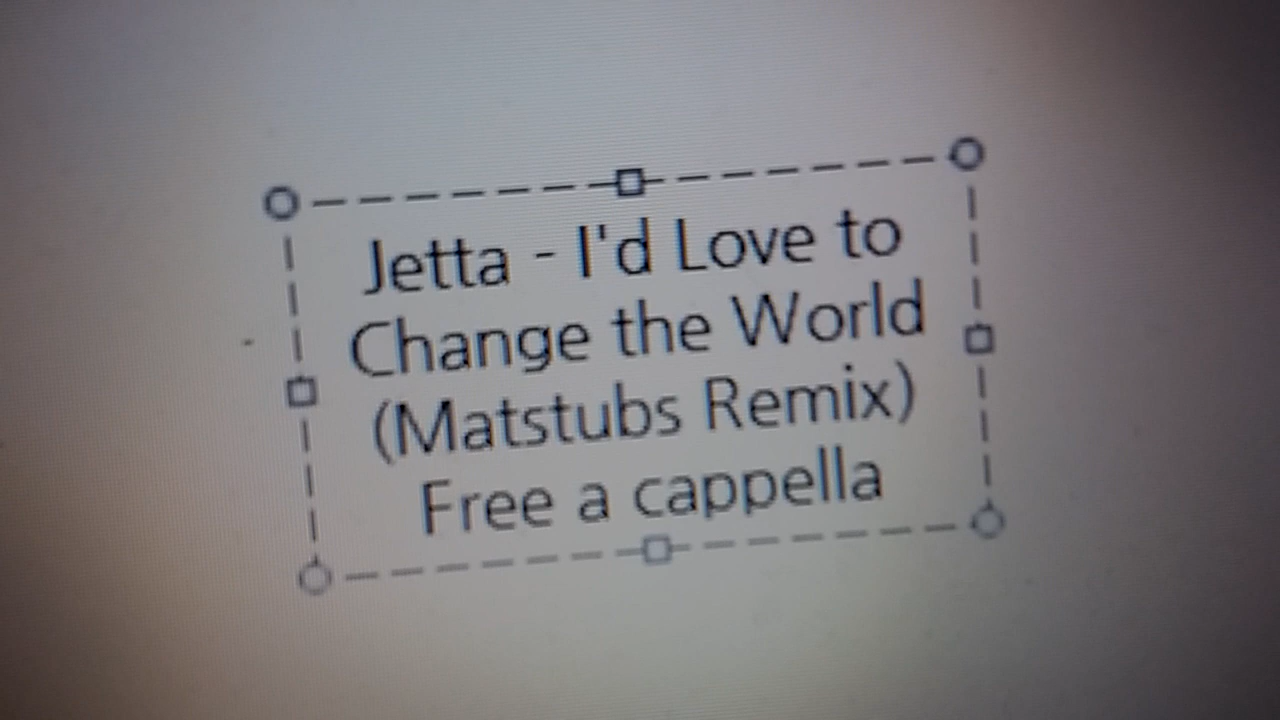 Jetta - I'd Love to
Change the World
(Matstubs Remix)
Free a cappella